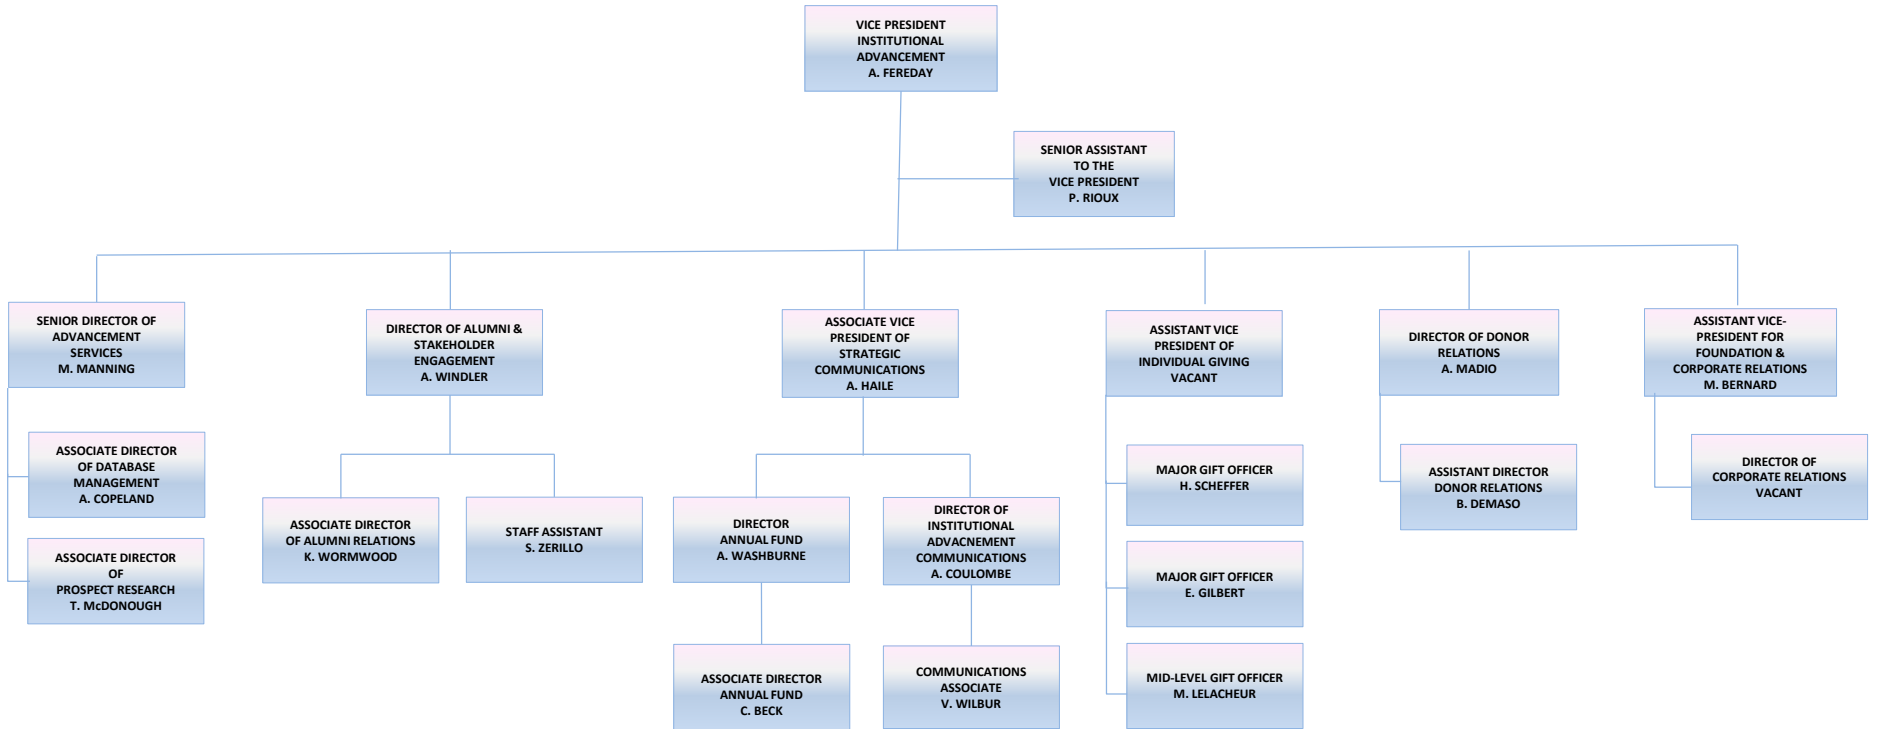 VICE PRESIDENT
INSTITUTIONAL
ADVANCEMENT
A. FEREDAY
SENIOR ASSISTANT
TO THE
VICE PRESIDENT
P. RIOUX
SENIOR DIRECTOR OF
ADVANCEMENT
SERVICES
M. MANNING
DIRECTOR OF ALUMNI &
STAKEHOLDER
ENGAGEMENT
A. WINDLER
ASSOCIATE VICE
PRESIDENT OF
STRATEGIC
COMMUNICATIONS
A. HAILE
ASSISTANT VICE
PRESIDENT OF
INDIVIDUAL GIVING
VACANT
DIRECTOR OF DONOR
RELATIONS
A. MADIO
ASSISTANT VICE-
PRESIDENT FOR
FOUNDATION &
CORPORATE RELATIONS
M. BERNARD
ASSOCIATE DIRECTOR
OF DATABASE
MANAGEMENT
A. COPELAND
ASSOCIATE DIRECTOR
OF
PROSPECT RESEARCH
T. McDONOUGH
ASSOCIATE DIRECTOR
OF ALUMNI RELATIONS
K. WORMWOOD
STAFF ASSISTANT
S. ZERILLO
DIRECTOR
ANNUAL FUND
A. WASHBURNE
DIRECTOR OF
INSTITUTIONAL
ADVACNEMENT
COMMUNICATIONS
A. COULOMBE
ASSOCIATE DIRECTOR
ANNUAL FUND
C. BECK
COMMUNICATIONS
ASSOCIATE
V. WILBUR
MAJOR GIFT OFFICER
H. SCHEFFER
MAJOR GIFT OFFICER
E. GILBERT
MID-LEVEL GIFT OFFICER
M. LELACHEUR
ASSISTANT DIRECTOR
DONOR RELATIONS
B. DEMASO
DIRECTOR OF
CORPORATE RELATIONS
VACANT